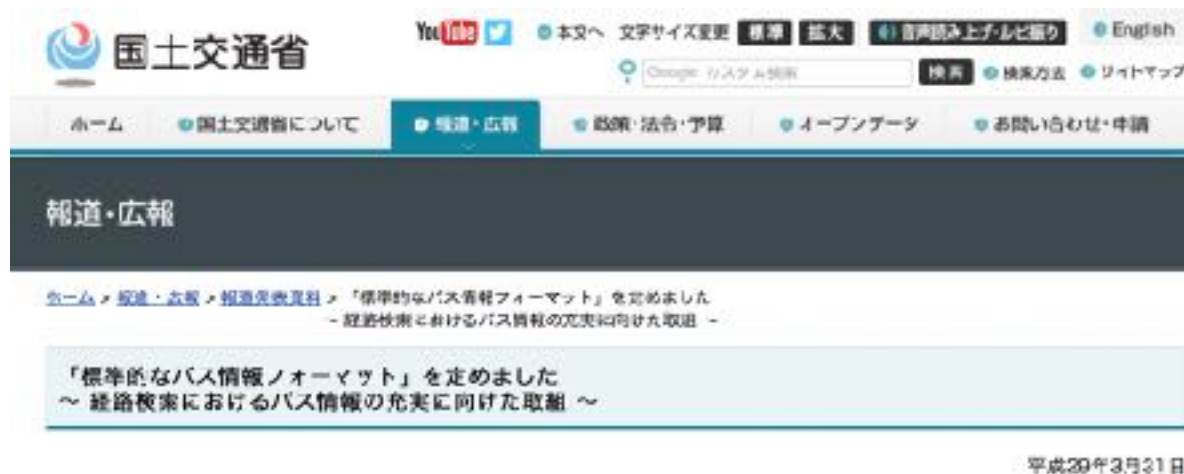 国土交通省
YouTube
本文へ 文字サイズ変更 標準 拡大 音声読み上げ・ルビ振り English
Google カスタム検索 検索 検索方法 サイトマップ
ホーム 国土交通省について 報道・広報 政策・法令・予算 オープンデータ お問い合わせ・申請
報道・広報
ホーム > 報道・広報 > 報道発表資料 > 「標準的なバス情報フォーマット」を定めました
~ 経路検索におけるバス情報の充実に向けた取組 ~
「標準的なバス情報フォーマット」を定めました
～ 経路検索におけるバス情報の充実に向けた取組 ～
平成29年3月31日